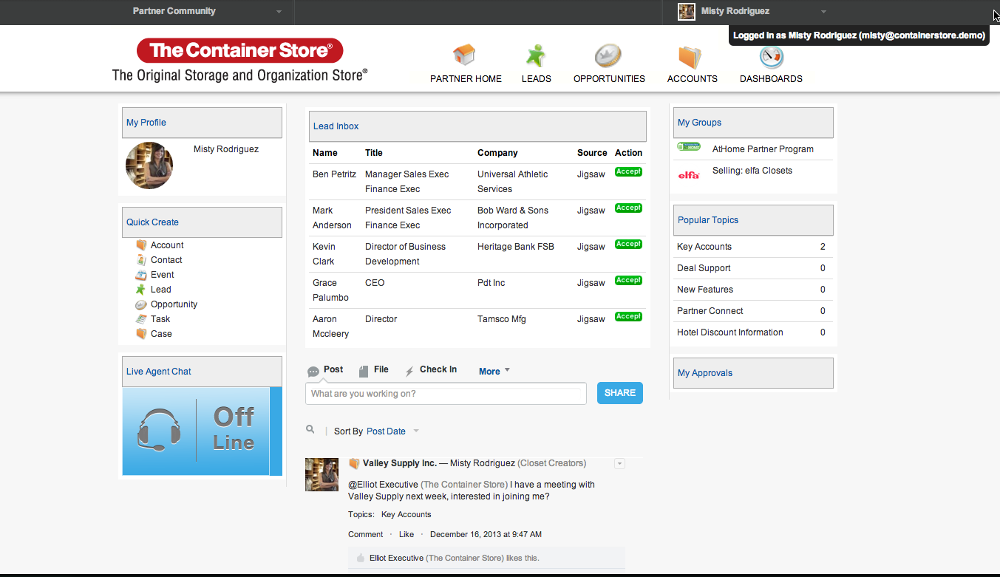 Partner Community
Misty Rodriguez
Logged in as Misty Rodriguez (misty@containerstore.demo)
The Container Store®
The Original Storage and Organization Store®
PARTNER HOME
LEADS
OPPORTUNITIES
ACCOUNTS
DASHBOARDS
My Profile
Misty Rodriguez
Quick Create
Account
Contact
Event
Lead
Opportunity
Task
Case
Live Agent Chat
Off
Line
Lead Inbox
Name Title Company Source Action
Ben Petritz Manager Sales Exec Universal Athletic Jigsaw Accept
Finance Exec Services
Mark President Sales Exec Bob Ward & Sons Jigsaw Accept
Anderson Finance Exec Incorporated
Kevin Director of Business Heritage Bank FSB Jigsaw Accept
Clark Development
Grace CEO Pdt Inc Jigsaw Accept
Palumbo
Aaron Director Tamsco Mfg Jigsaw Accept
Mccleery
Post File Check In More
What are you working on? SHARE
| Sort By Post Date
Valley Supply Inc. — Misty Rodriguez (Closet Creators)
@Elliot Executive (The Container Store) I have a meeting with
Valley Supply next week, interested in joining me?
Topics: Key Accounts
Comment · Like · December 16, 2013 at 9:47 AM
Elliot Executive (The Container Store) likes this.
My Groups
AtHome Partner Program
elfa Selling: elfa Closets
Popular Topics
Key Accounts 2
Deal Support 0
New Features 0
Partner Connect 0
Hotel Discount Information 0
My Approvals